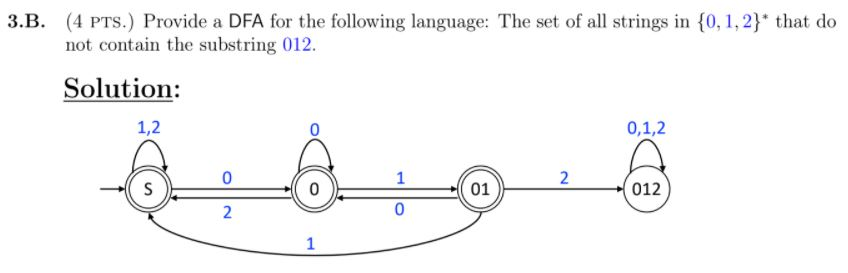 3.B. (4 PTS.) Provide a DFA for the following language: The set of all strings in {0, 1, 2}* that do
not contain the substring 012.
Solution:
1,2 0 0,1,2
S 0 2 0 1 0 01 2 012
1